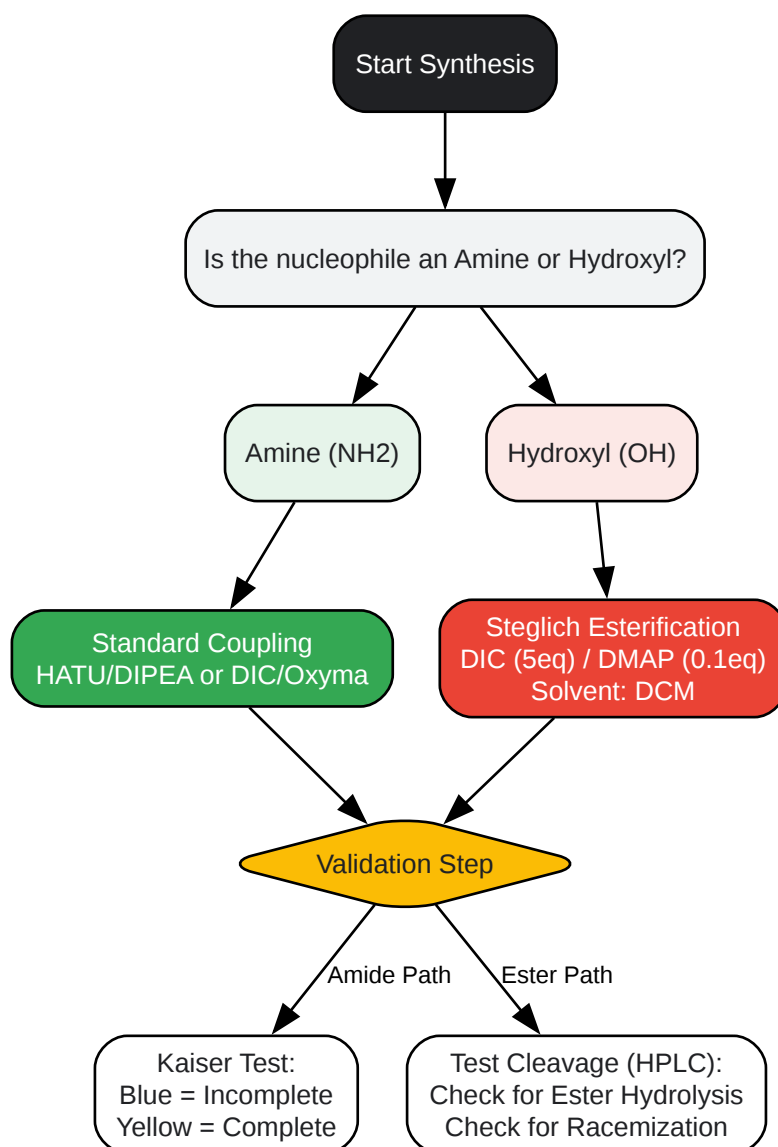 Start Synthesis
Is the nucleophile an Amine or Hydroxyl?
Amine (NH2)
Hydroxyl (OH)
Standard Coupling
HATU/DIPEA or DIC/Oxyma
Steglich Esterification
DIC (5eq) / DMAP (0.1eq)
Solvent: DCM
Validation Step
Amide Path
Ester Path
Kaiser Test:
Blue = Incomplete
Yellow = Complete
Test Cleavage (HPLC):
Check for Ester Hydrolysis
Check for Racemization